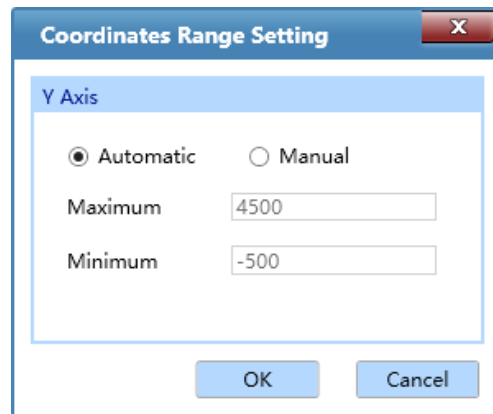 Coordinates Range Setting x
Y Axis
Automatic Manual
Maximum 4500
Minimum -500
OK Cancel